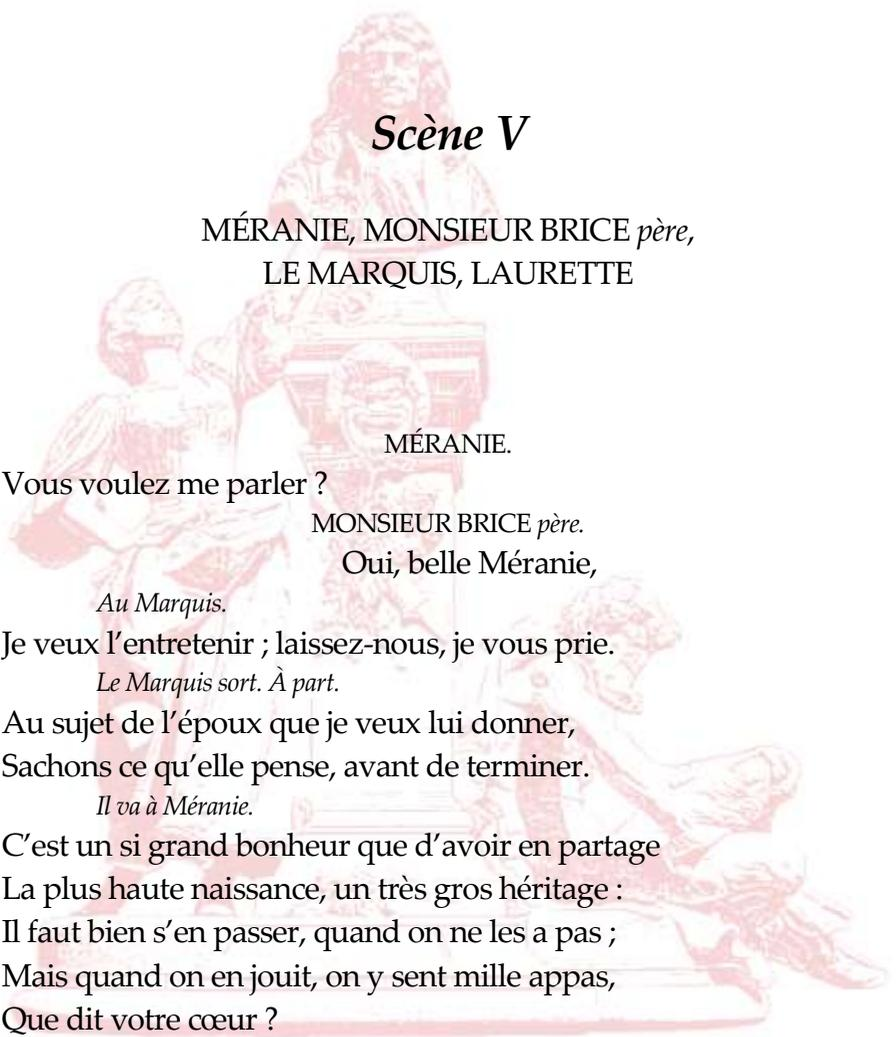 Scène V
MÉRANIE, MONSIEUR BRICE père,
LE MARQUIS, LAURETTE
MÉRANIE.
Vous voulez me parler ?
MONSIEUR BRICE père.
Oui, belle Méranie,
Au Marquis.
Je veux l’entretenir ; laissez-nous, je vous prie.
Le Marquis sort. À part.
Au sujet de l’époux que je veux lui donner,
Sachons ce qu’elle pense, avant de terminer.
Il va à Méranie.
C’est un si grand bonheur que d’avoir en partage
La plus haute naissance, un très gros héritage :
Il faut bien s’en passer, quand on ne les a pas ;
Mais quand on en jouit, on y sent mille appas,
Que dit votre cœur ?